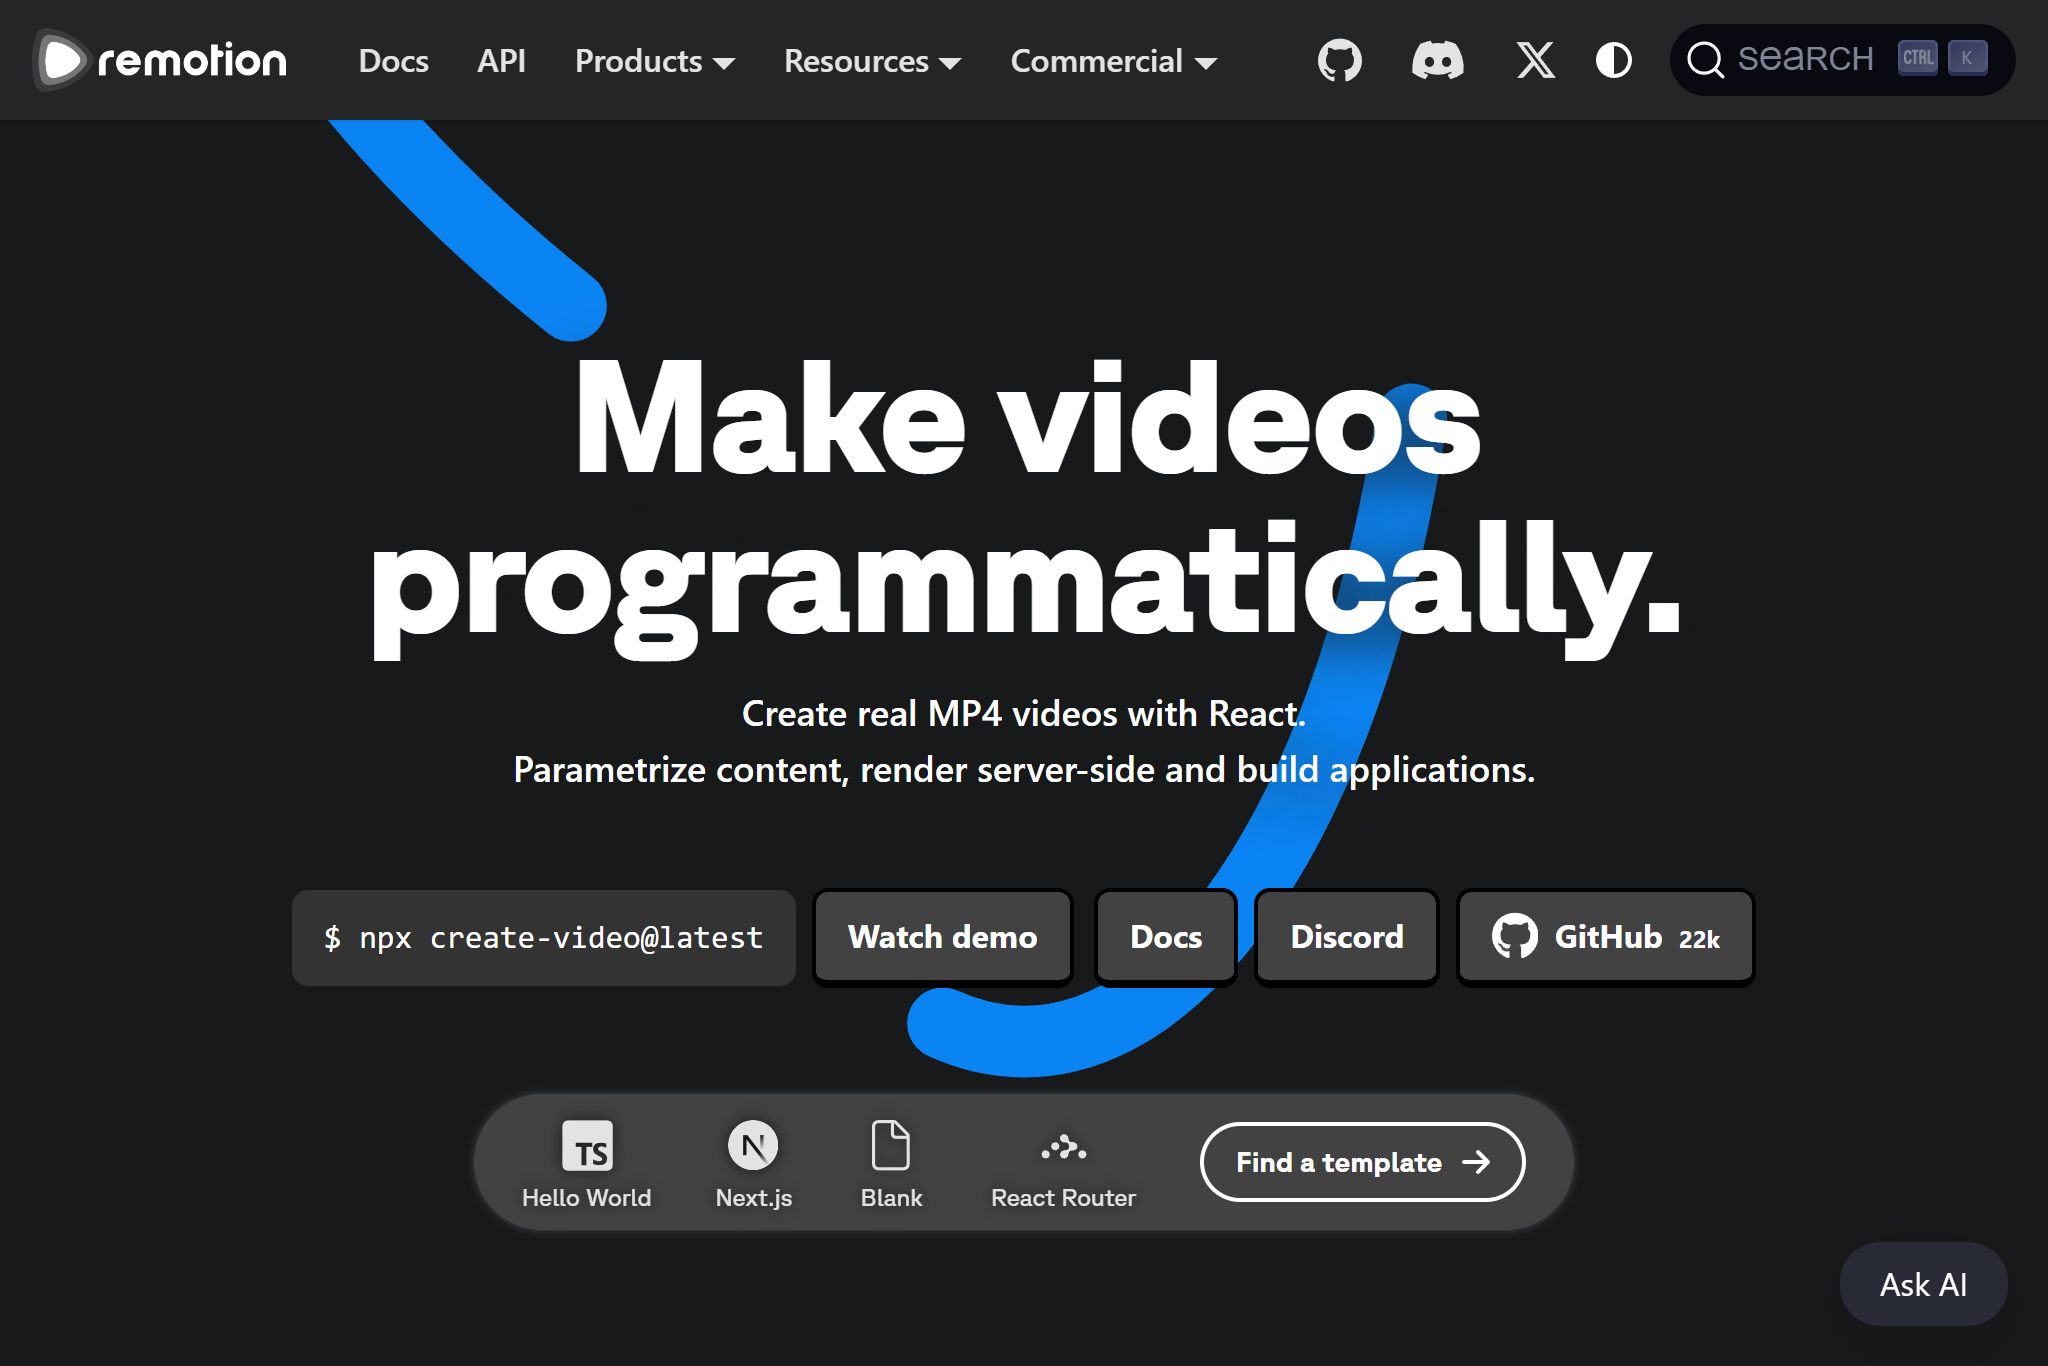 remotion Docs API Products Resources Commercial seaRCH CTRL K
Make videos
programmatically.
Create real MP4 videos with React.
Parametrize content, render server-side and build applications.
$ npx create-video@latest Watch demo Docs Discord GitHub 22k
TS N
Hello World Next.js Blank React Router Find a template
Ask AI